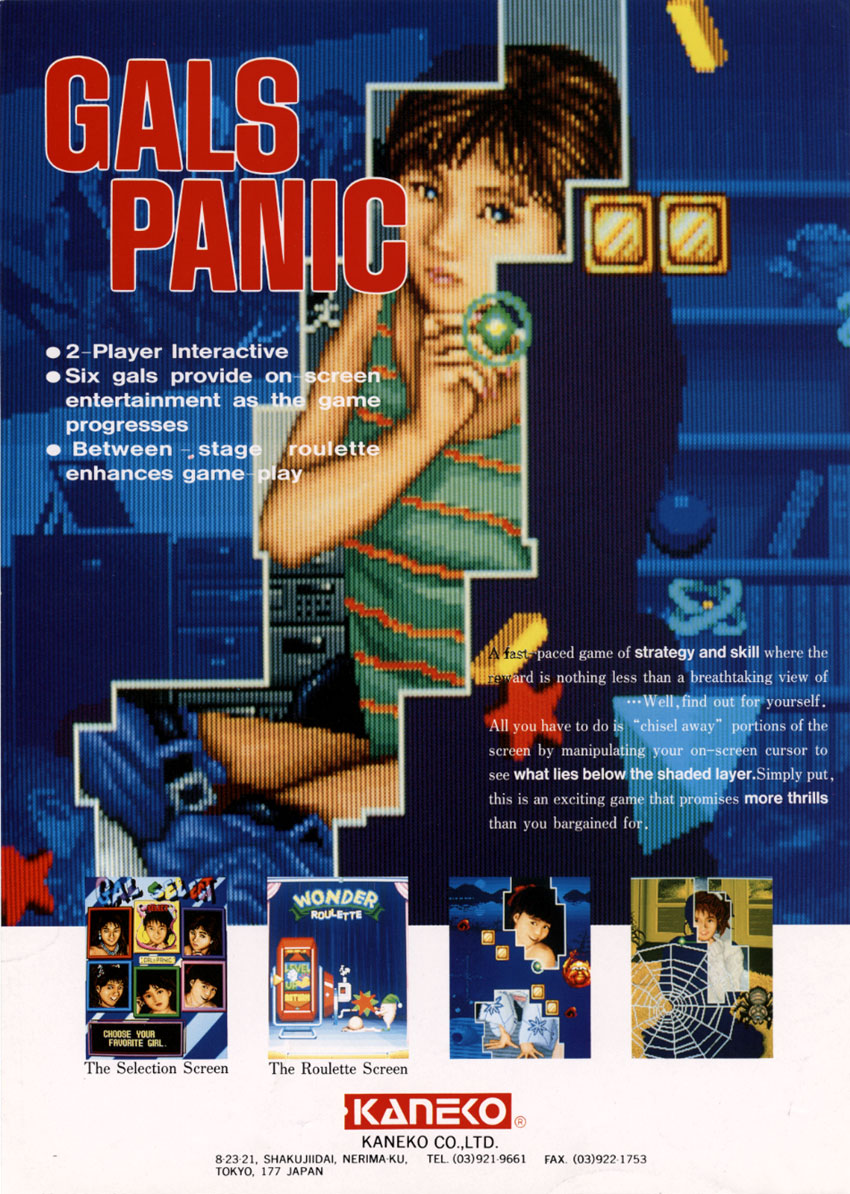 GALS
PANIC
● 2-Player Interactive
● Six gals provide on-screen
entertainment as the game
progresses
● Between-stage roulette
enhances game play
A fast-paced game of strategy and skill where the
reward is nothing less than a breathtaking view of
…Well,find out for yourself.
All you have to do is “chisel away” portions of the
screen by manipulating your on-screen cursor to
see what lies below the shaded layer.Simply put,
this is an exciting game that promises more thrills
than you bargained for.
GAL SELECT
CHOOSE YOUR
FAVORITE GIRL.
The Selection Screen
WONDER
ROULETTE
LEVEL
UP
RETURN
The Roulette Screen
KANEKO®
KANEKO CO.,LTD.
8-23-21, SHAKUJIIDAI, NERIMA-KU, TEL. (03)921-9661 FAX. (03)922-1753
TOKYO, 177 JAPAN